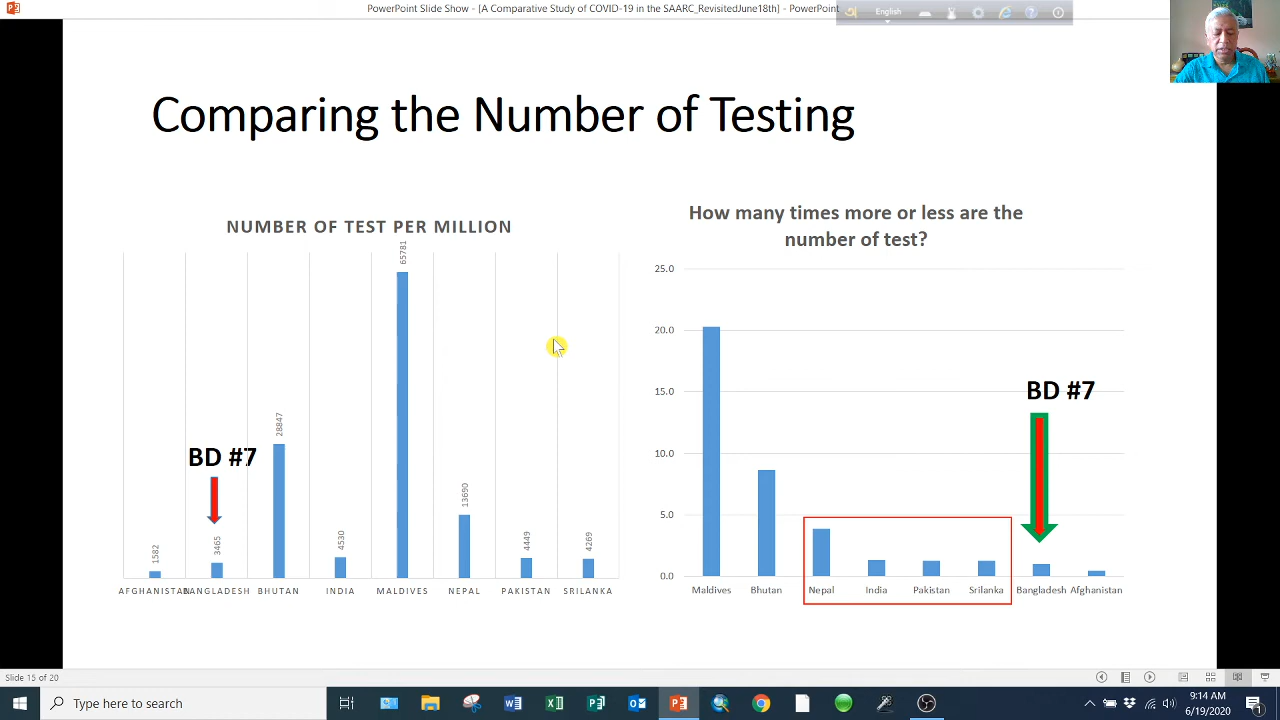 PowerPoint Slide Show - [A Comparative Study of COVID-19 in the SAARC_RevisitedJune18th] - PowerPoint
English
Comparing the Number of Testing
NUMBER OF TEST PER MILLION
65781
28847
13690
4530
4449
4269
3465
1582
BD #7
AFGHANISTAN BANGLADESH BHUTAN INDIA MALDIVES NEPAL PAKISTAN SRILANKA
How many times more or less are the
number of test?
25.0
20.0
15.0
10.0
5.0
0.0
BD #7
Maldives Bhutan Nepal India Pakistan Srilanka Bangladesh Afghanistan
Slide 15 of 20
Type here to search
9:14 AM
6/19/2020